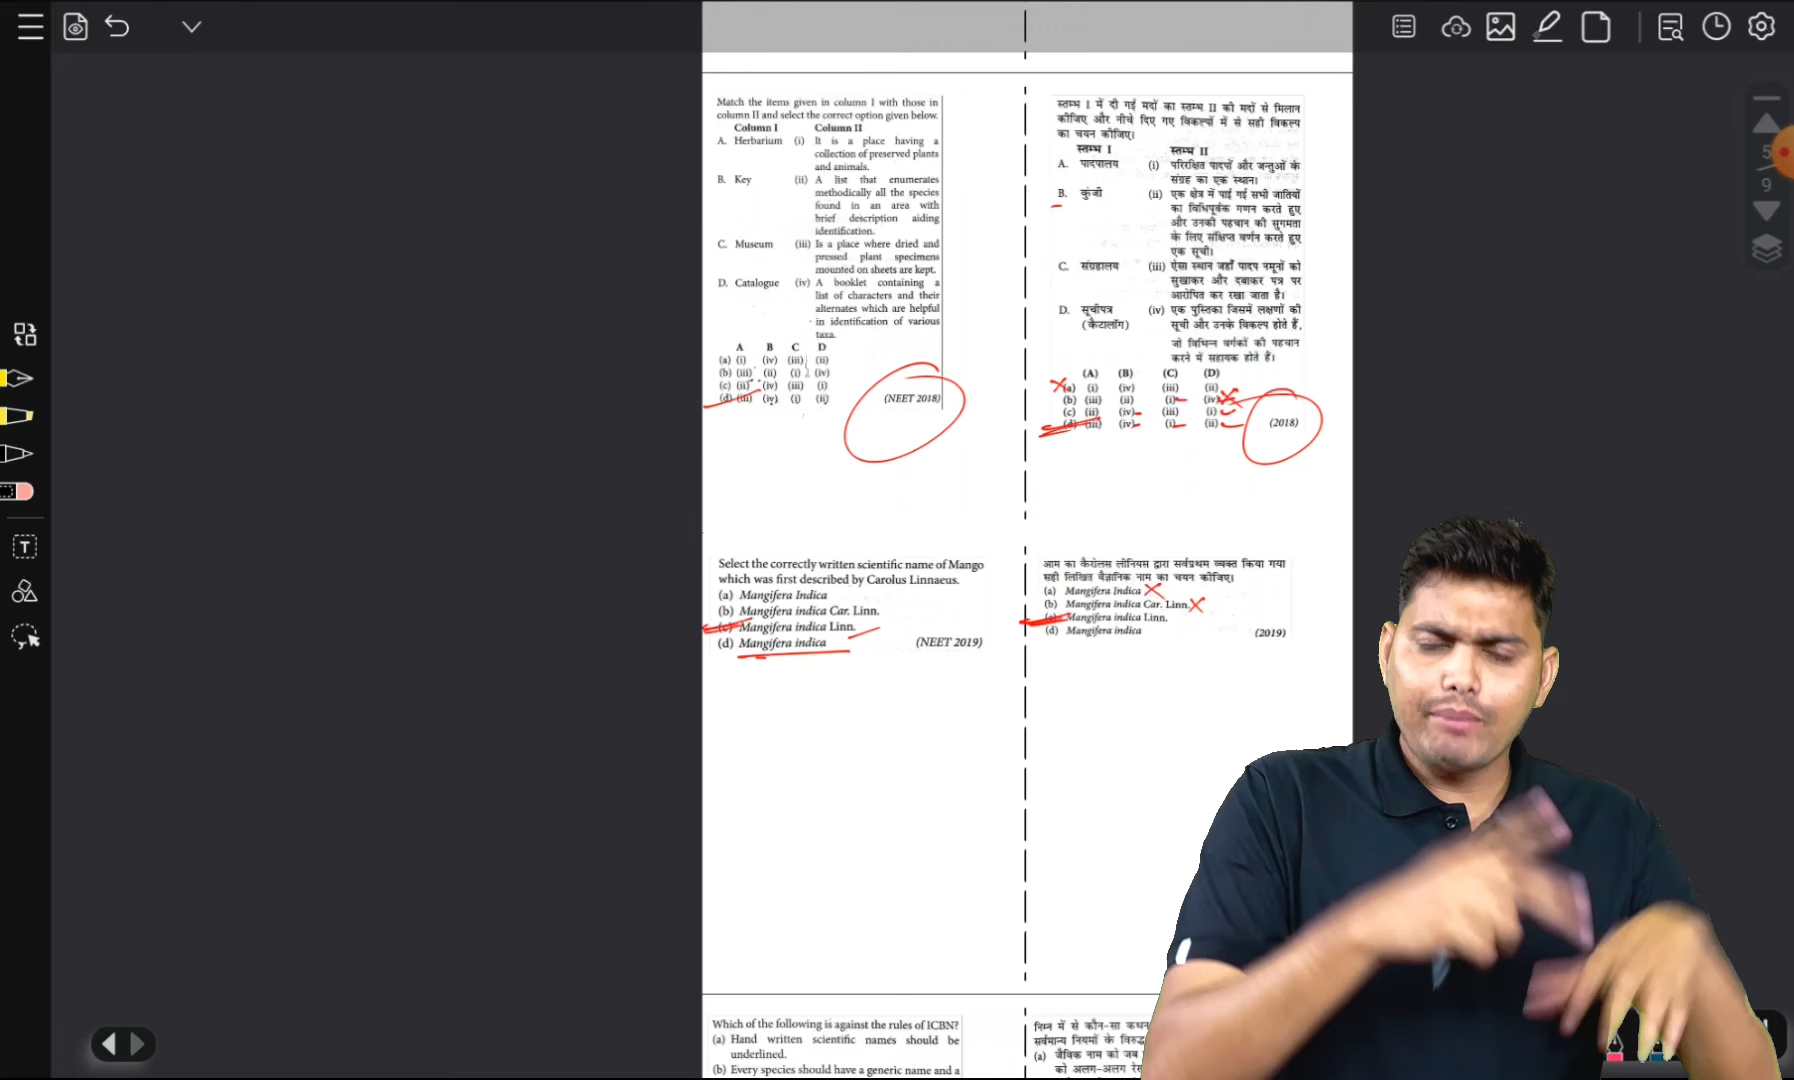 Match the items given in column I with those in
column II and select the correct option given below.
Column I Column II
A. Herbarium (i) It is a place having a
collection of preserved plants
and animals.
B. Key (ii) A list that enumerates
methodically all the species
found in an area with
brief description aiding
identification.
C. Museum (iii) Is a place where dried and
pressed plant specimens
mounted on sheets are kept.
D. Catalogue (iv) A booklet containing a
list of characters and their
alternates which are helpful
in identification of various
taxa.
A B C D
(a) (i) (iv) (iii) (ii)
(b) (iii) (ii) (i) (iv)
(c) (ii) (iv) (iii) (i)
(d) (iii) (iv) (i) (ii) (NEET 2018)
Select the correctly written scientific name of Mango
which was first described by Carolus Linnaeus.
(a) Mangifera Indica
(b) Mangifera indica Car. Linn.
(c) Mangifera indica Linn.
(d) Mangifera indica (NEET 2019)
Which of the following is against the rules of ICBN?
(a) Hand written scientific names should be
underlined.
(b) Every species should have a generic name and a
स्तम्भ I में दी गई मदों का स्तम्भ II की मदों से मिलान
कीजिए और नीचे दिए गए विकल्पों में से सही विकल्प
का चयन कीजिए।
स्तम्भ I स्तम्भ II
A. पादपालय (i) परिरक्षित पादपों और जन्तुओं के
संग्रह का एक स्थान।
B. कुंजी (ii) एक क्षेत्र में पाई गई सभी जातियों
का विधिपूर्वक गणन करते हुए
और उनकी पहचान की सुगमता
के लिए संक्षिप्त वर्णन करते हुए
एक सूची।
C. संग्रहालय (iii) ऐसा स्थान जहाँ पादप नमूनों को
सुखाकर और दबाकर पत्र पर
आरोपित कर रखा जाता है।
D. सूचीपत्र (iv) एक पुस्तिका जिसमें लक्षणों की
(कैटालॉग) सूची और उनके विकल्प होते हैं,
जो विभिन्न वर्गकों की पहचान
करने में सहायक होते हैं।
(A) (B) (C) (D)
(a) (i) (iv) (iii) (ii)
(b) (iii) (ii) (i) (iv)
(c) (ii) (iv) (iii) (i)
(d) (iii) (iv) (i) (ii) (2018)
आम का कैरोलस लीनियस द्वारा सर्वप्रथम व्यक्त किया गया
सही लिखित वैज्ञानिक नाम का चयन कीजिए।
(a) Mangifera Indica
(b) Mangifera indica Car. Linn.
(c) Mangifera indica Linn.
(d) Mangifera indica (2019)
निम्न में से कौन-सा कथन
सर्वमान्य नियमों के विरुद्ध
(a) जैविक नाम को जब
को अलग-अलग
5
9
T